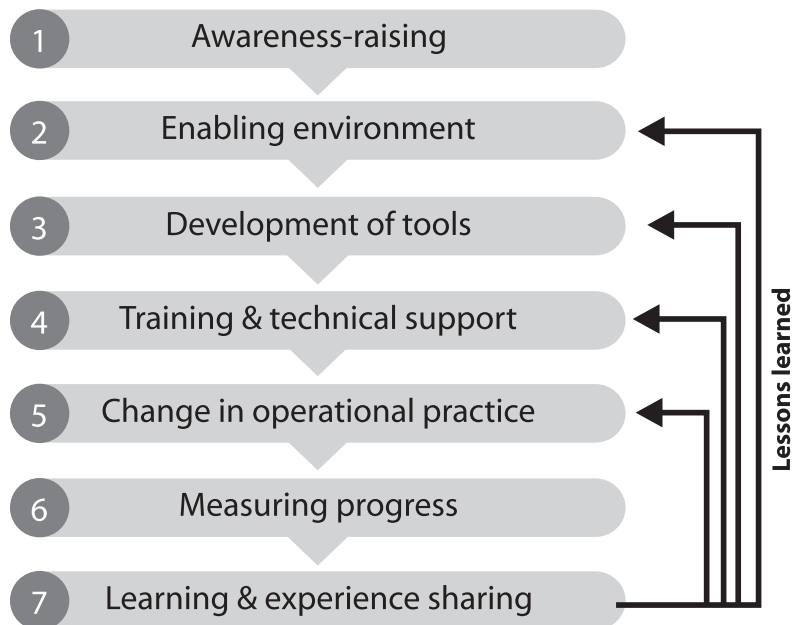 1 Awareness-raising
2 Enabling environment
3 Development of tools
4 Training & technical support
5 Change in operational practice
6 Measuring progress
7 Learning & experience sharing
Lessons learned